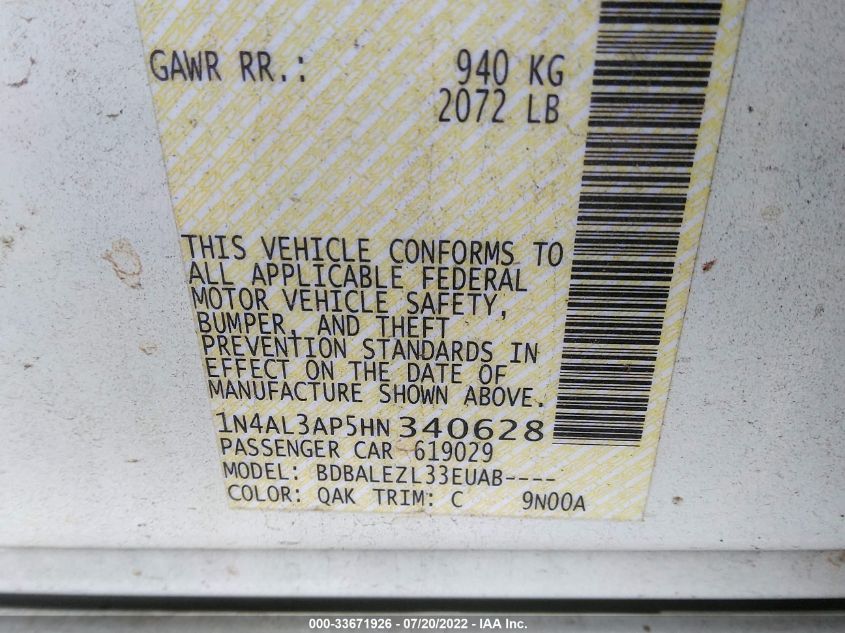 GAWR RR.: 940 KG
2072 LB
THIS VEHICLE CONFORMS TO
ALL APPLICABLE FEDERAL
MOTOR VEHICLE SAFETY,
BUMPER, AND THEFT
PREVENTION STANDARDS IN
EFFECT ON THE DATE OF
MANUFACTURE SHOWN ABOVE.
1N4AL3AP5HN 340628
PASSENGER CAR 619029
MODEL: BDBALEZL33EUAB----
COLOR: QAK TRIM: C 9N00A
000-33671926 - 07/20/2022 - IAA Inc.